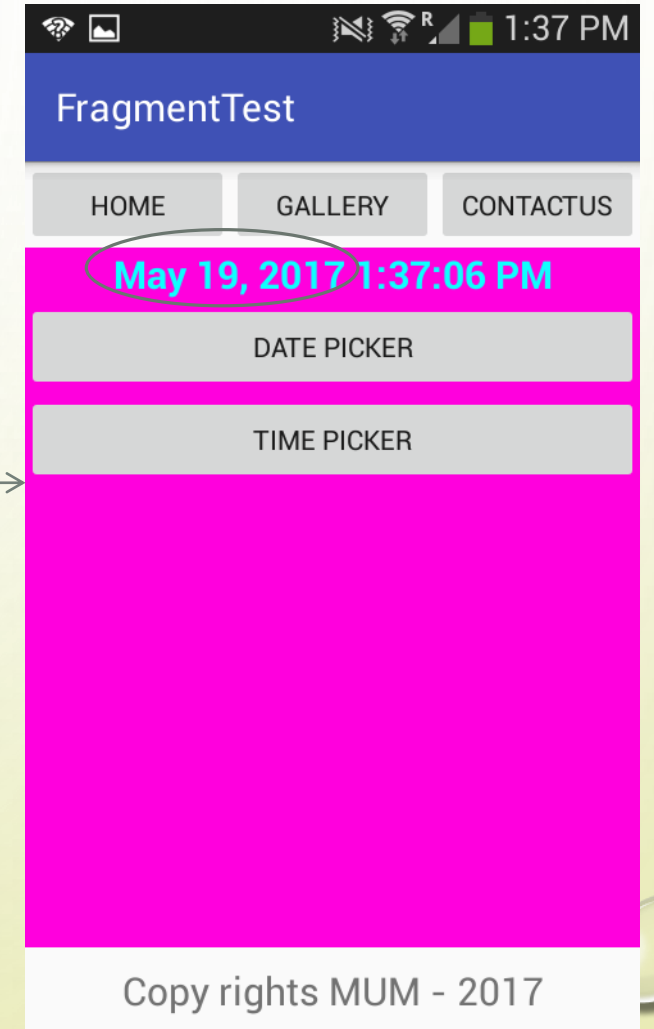 R 1:37 PM
FragmentTest
HOME GALLERY CONTACTUS
May 19, 2017 1:37:06 PM
DATE PICKER
TIME PICKER
Copy rights MUM - 2017